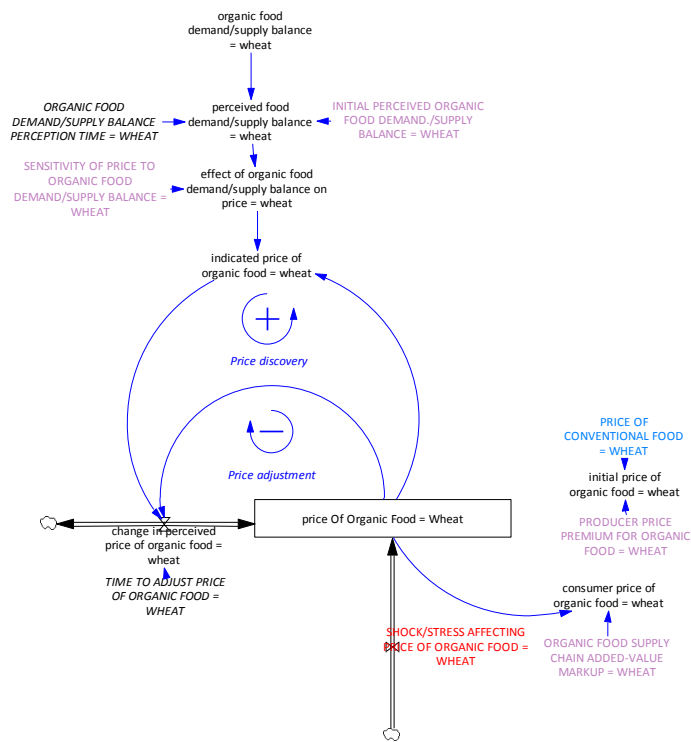 organic food
demand/supply balance
= wheat
ORGANIC FOOD
DEMAND/SUPPLY BALANCE
PERCEPTION TIME = WHEAT
perceived food
demand/supply balance
= wheat
INITIAL PERCEIVED ORGANIC
FOOD DEMAND./SUPPLY
BALANCE = WHEAT
SENSITIVITY OF PRICE TO
ORGANIC FOOD
DEMAND/SUPPLY BALANCE =
WHEAT
effect of organic food
demand/supply balance on
price = wheat
indicated price of
organic food = wheat
Price discovery
Price adjustment
PRICE OF
CONVENTIONAL FOOD
= WHEAT
initial price of
organic food = wheat
PRODUCER PRICE
PREMIUM FOR ORGANIC
FOOD = WHEAT
price Of Organic Food = Wheat
change in perceived
price of organic food =
wheat
TIME TO ADJUST PRICE
OF ORGANIC FOOD =
WHEAT
consumer price of
organic food = wheat
SHOCK/STRESS AFFECTING
PRICE OF ORGANIC FOOD =
WHEAT
ORGANIC FOOD SUPPLY
CHAIN ADDED-VALUE
MARKUP = WHEAT